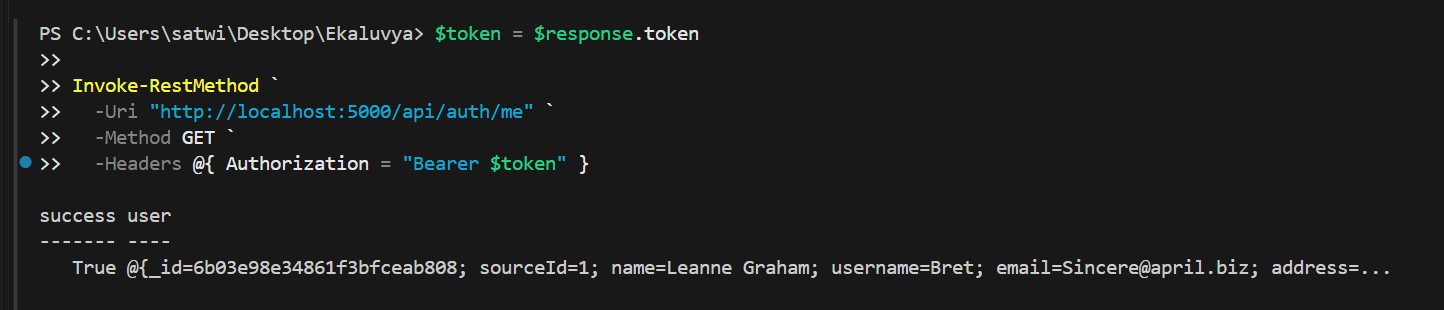 PS C:\Users\satwi\Desktop\Ekaluvya> $token = $response.token
>>
>> Invoke-RestMethod `
>>   -Uri "http://localhost:5000/api/auth/me" `
>>   -Method GET `
>>   -Headers @{ Authorization = "Bearer $token" }

success user
------- ----
   True @{_id=6b03e98e34861f3bfceab808; sourceId=1; name=Leanne Graham; username=Bret; email=Sincere@april.biz; address=...